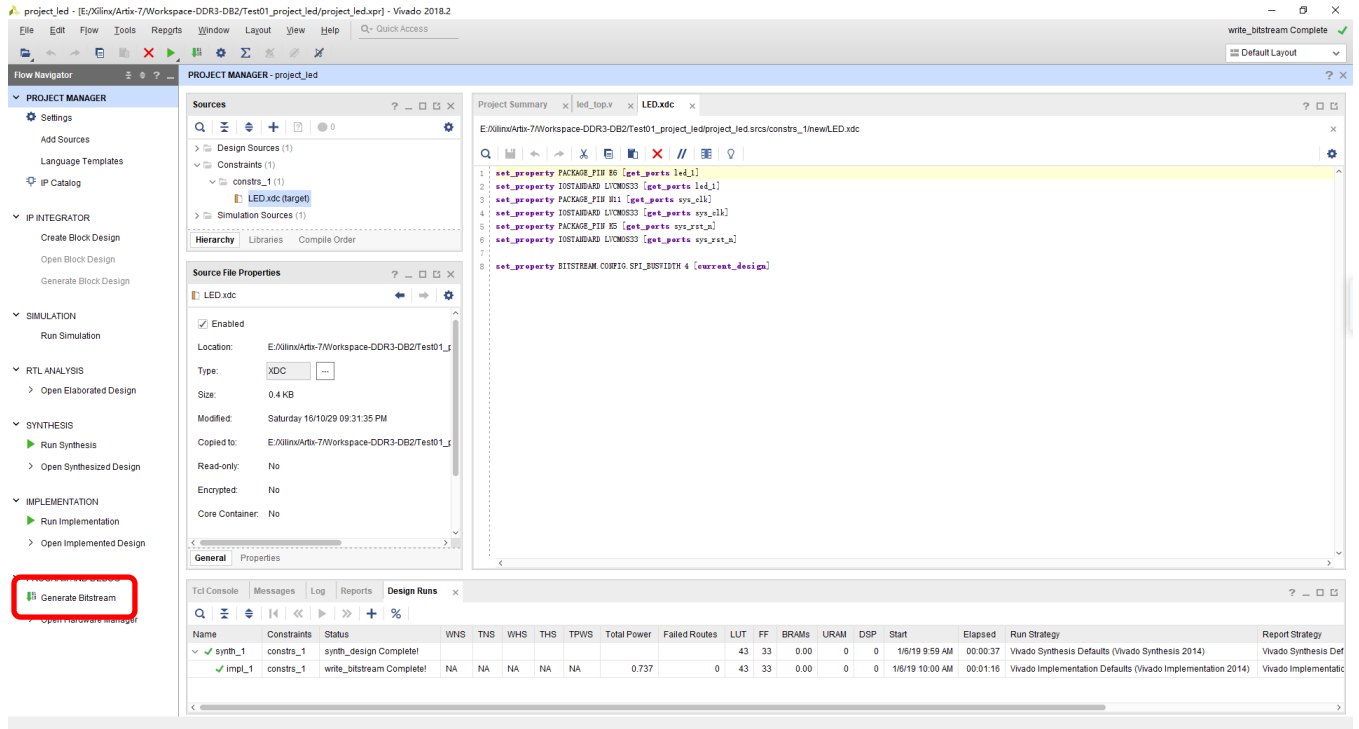 project_led - [E:/Xilinx/Artix-7/Workspace-DDR3-DB2/Test01_project_led/project_led.xpr] - Vivado 2018.2
File Edit Flow Tools Reports Window Layout View Help Quick Access
write_bitstream Complete
Default Layout
Flow Navigator
PROJECT MANAGER
Settings
Add Sources
Language Templates
IP Catalog
IP INTEGRATOR
Create Block Design
Open Block Design
Generate Block Design
SIMULATION
Run Simulation
RTL ANALYSIS
Open Elaborated Design
SYNTHESIS
Run Synthesis
Open Synthesized Design
IMPLEMENTATION
Run Implementation
Open Implemented Design
PROGRAM AND DEBUG
Generate Bitstream
Open Hardware Manager
PROJECT MANAGER - project_led
Sources
0
Design Sources (1)
Constraints (1)
constrs_1 (1)
LED.xdc (target)
Simulation Sources (1)
Hierarchy Libraries Compile Order
Source File Properties
LED.xdc
Enabled
Location: E:/Xilinx/Artix-7/Workspace-DDR3-DB2/Test01_p
Type: XDC
Size: 0.4 KB
Modified: Saturday 16/10/29 09:31:35 PM
Copied to: E:/Xilinx/Artix-7/Workspace-DDR3-DB2/Test01_p
Read-only: No
Encrypted: No
Core Container: No
General Properties
Project Summary led_top.v LED.xdc
E:/Xilinx/Artix-7/Workspace-DDR3-DB2/Test01_project_led/project_led.srcs/constrs_1/new/LED.xdc
1 set_property PACKAGE_PIN E6 [get_ports led_1]
2 set_property IOSTANDARD LVCMOS33 [get_ports led_1]
3 set_property PACKAGE_PIN N11 [get_ports sys_clk]
4 set_property IOSTANDARD LVCMOS33 [get_ports sys_clk]
5 set_property PACKAGE_PIN K5 [get_ports sys_rst_n]
6 set_property IOSTANDARD LVCMOS33 [get_ports sys_rst_n]
7
8 set_property BITSTREAM.CONFIG.SPI_BUSWIDTH 4 [current_design]
Tcl Console Messages Log Reports Design Runs
Name Constraints Status WNS TNS WHS THS TPWS Total Power Failed Routes LUT FF BRAMs URAM DSP Start Elapsed Run Strategy Report Strategy
synth_1 constrs_1 synth_design Complete! 43 33 0.00 0 0 1/6/19 9:59 AM 00:00:37 Vivado Synthesis Defaults (Vivado Synthesis 2014) Vivado Synthesis Def
impl_1 constrs_1 write_bitstream Complete! NA NA NA NA NA 0.737 0 43 33 0.00 0 0 1/6/19 10:00 AM 00:01:16 Vivado Implementation Defaults (Vivado Implementation 2014) Vivado Implementatic